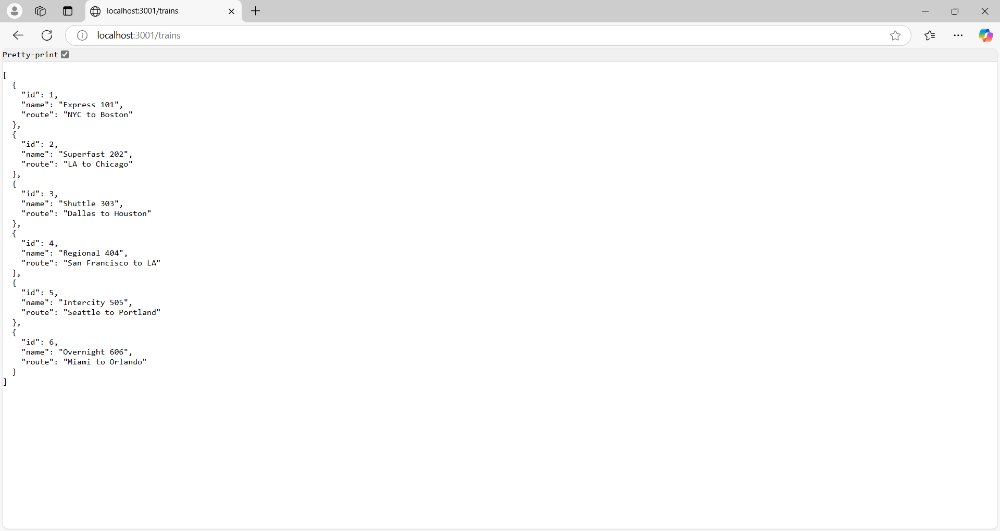 localhost:3001/trains
localhost:3001/trains
Pretty-print
[
  {
    "id": 1,
    "name": "Express 101",
    "route": "NYC to Boston"
  },
  {
    "id": 2,
    "name": "Superfast 202",
    "route": "LA to Chicago"
  },
  {
    "id": 3,
    "name": "Shuttle 303",
    "route": "Dallas to Houston"
  },
  {
    "id": 4,
    "name": "Regional 404",
    "route": "San Francisco to LA"
  },
  {
    "id": 5,
    "name": "Intercity 505",
    "route": "Seattle to Portland"
  },
  {
    "id": 6,
    "name": "Overnight 606",
    "route": "Miami to Orlando"
  }
]